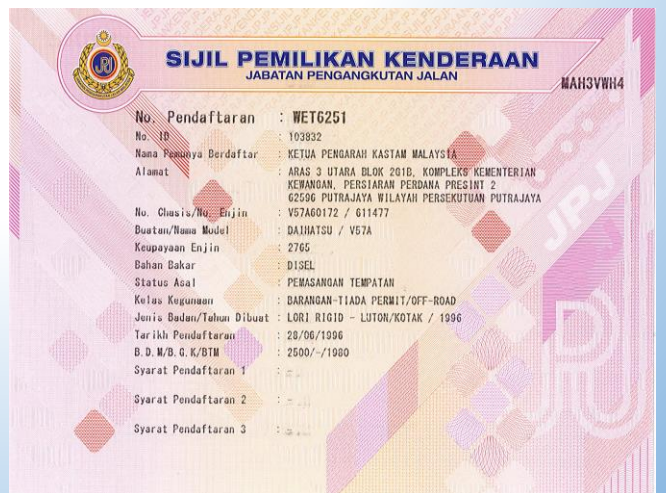 SIJIL PEMILIKAN KENDERAAN
JABATAN PENGANGKUTAN JALAN
MAH3VWH4
No. Pendaftaran : WET6251
No. ID : 103832
Nama Pemunya Berdaftar : KETUA PENGARAH KASTAM MALAYSIA
Alamat : ARAS 3 UTARA BLOK 2G1B, KOMPLEKS KEMENTERIAN
KEWANGAN, PERSIARAN PERDANA PRESINT 2
62596 PUTRAJAYA WILAYAH PERSEKUTUAN PUTRAJAYA
No. Chasis/No. Enjin : V57A60172 / 611477
Buatan/Nama Model : DAIHATSU / V57A
Keupayaan Enjin : 2765
Bahan Bakar : DISEL
Status Asal : PEMASANGAN TEMPATAN
Kelas Kegunaan : BARANGAN-TIADA PERMIT/OFF-ROAD
Jenis Badan/Tahun Dibuat : LORI RIGID - LUTON/KOTAK / 1996
Tarikh Pendaftaran : 28/06/1996
B.D.M/B.G.K/BTM : 2500/-/1980
Syarat Pendaftaran 1 :
Syarat Pendaftaran 2 :
Syarat Pendaftaran 3 :
JPJ